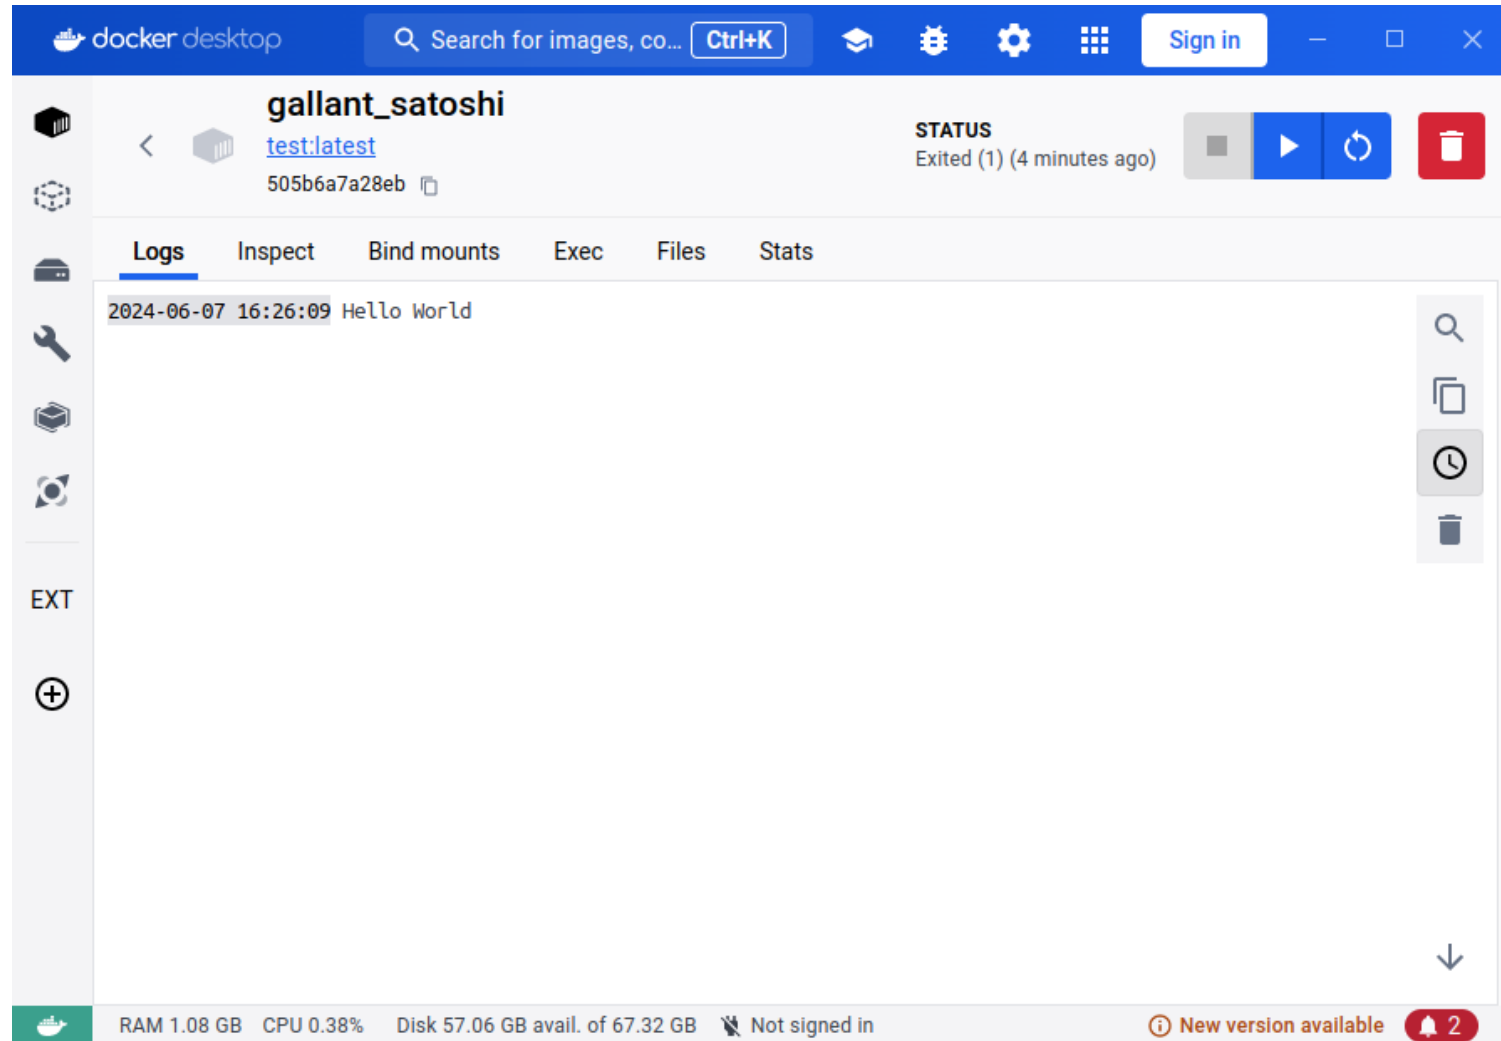 docker desktop
Search for images, co... Ctrl+K
Sign in
gallant_satoshi
test:latest
505b6a7a28eb
STATUS
Exited (1) (4 minutes ago)
Logs Inspect Bind mounts Exec Files Stats
2024-06-07 16:26:09 Hello World
EXT
RAM 1.08 GB CPU 0.38% Disk 57.06 GB avail. of 67.32 GB Not signed in New version available 2